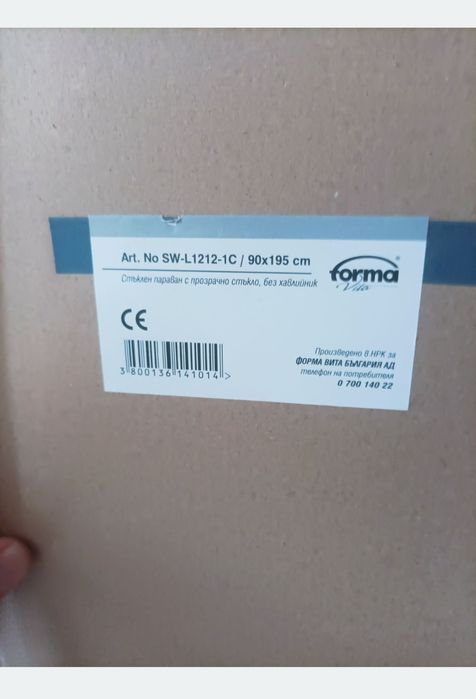 Art. No SW-L1212-1C / 90x195 cm
Стъклен параван с прозрачно стъкло, без хавлийник
forma
Vita
®
CE
3 800136 141014 >
Произведено в НРК за
ФОРМА ВИТА БЪЛГАРИЯ АД
телефон на потребителя
0 700 140 22